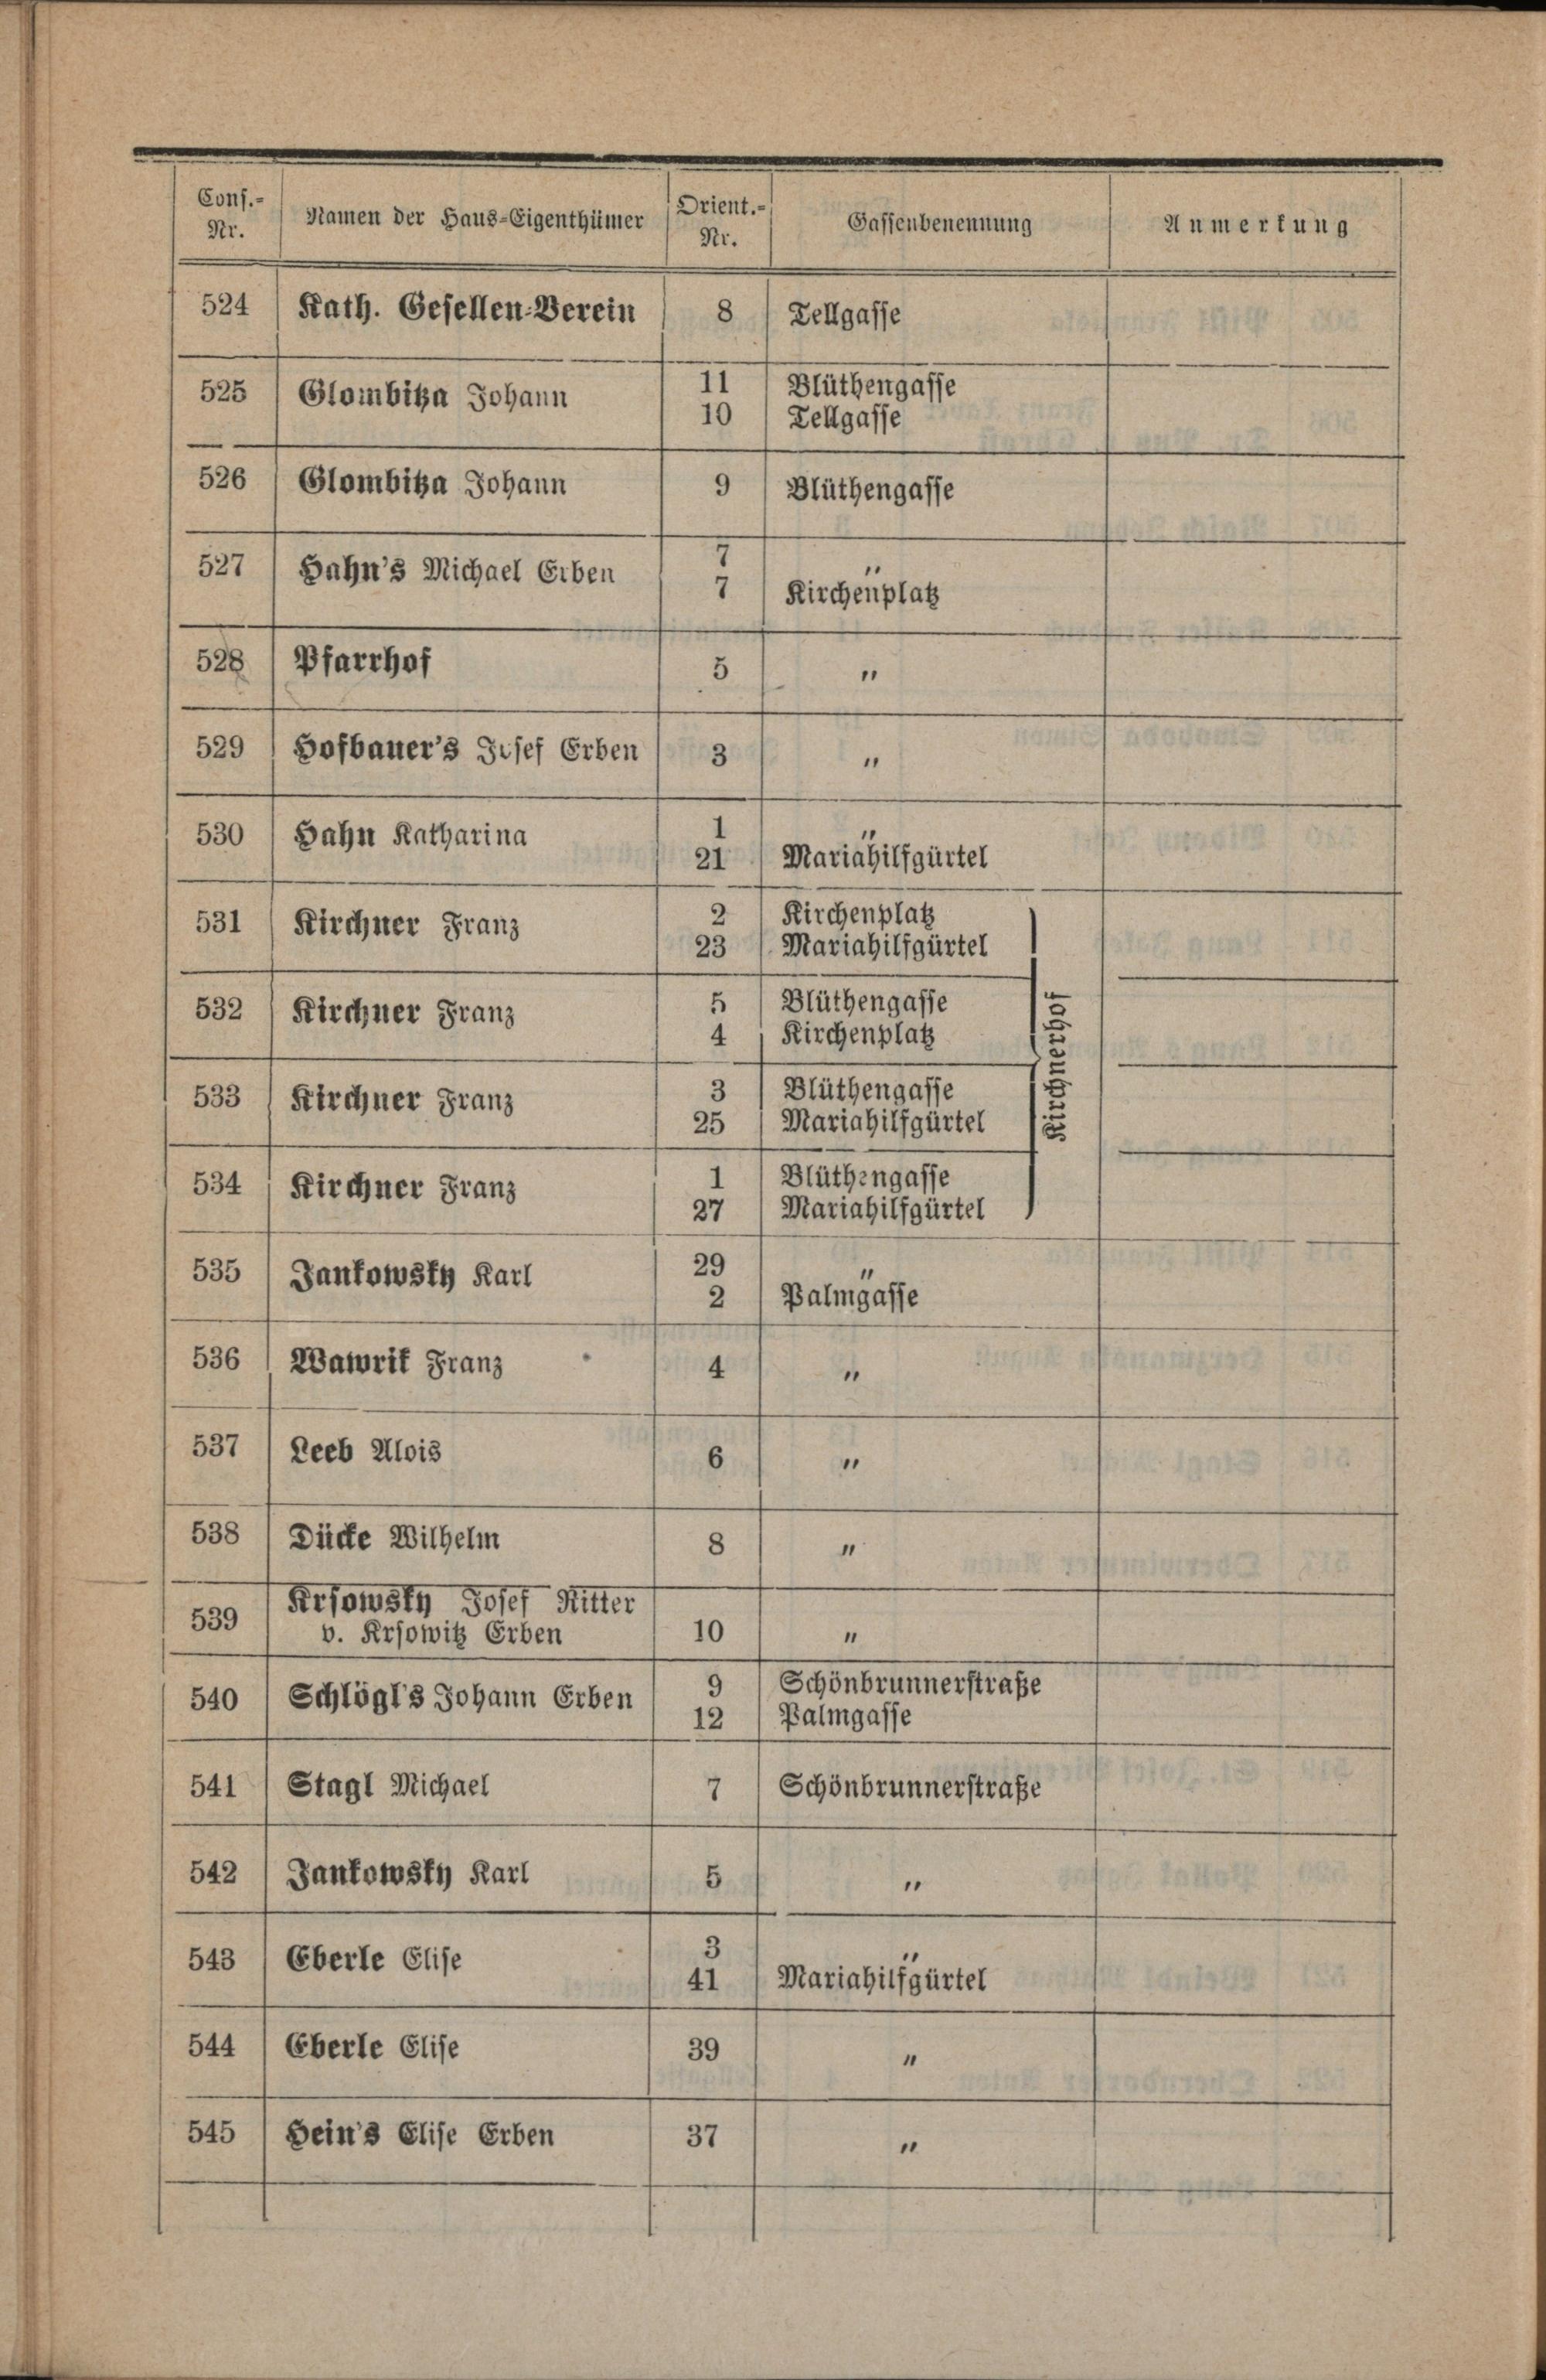 Cons.-Nr. | Namen der Haus-Eigenthümer | Orient.-Nr. | Gassenbenennung | Anmerkung
524 | Kath. Gesellen-Verein | 8 | Zellgasse
525 | Glombitza Johann | 11 | Blüthengasse
10 | Zellgasse
526 | Glombitza Johann | 9 | Blüthengasse
527 | Hahn's Michael Erben | 7 | "
7 | Kirchenplatz
528 | Pfarrhof | 5 | "
529 | Hofbauer's Josef Erben | 3 | "
530 | Hahn Katharina | 1 | "
21 | Mariahilfgürtel
531 | Kirchner Franz | 2 | Kirchenplatz
23 | Mariahilfgürtel
532 | Kirchner Franz | 5 | Blüthengasse
4 | Kirchenplatz
533 | Kirchner Franz | 3 | Blüthengasse
25 | Mariahilfgürtel
534 | Kirchner Franz | 1 | Blüthengasse
27 | Mariahilfgürtel
Kirchnerhof
535 | Jankowsky Karl | 29 | "
2 | Palmgasse
536 | Wawrik Franz | 4 | "
537 | Leeb Alois | 6 | "
538 | Dücke Wilhelm | 8 | "
539 | Krsowsky Josef Ritter
v. Krsowitz Erben | 10 | "
540 | Schlögl's Johann Erben | 9 | Schönbrunnerstraße
12 | Palmgasse
541 | Stagl Michael | 7 | Schönbrunnerstraße
542 | Jankowsky Karl | 5 | "
543 | Eberle Elise | 3 | "
41 | Mariahilfgürtel
544 | Eberle Elise | 39 | "
545 | Hein's Elise Erben | 37 | "